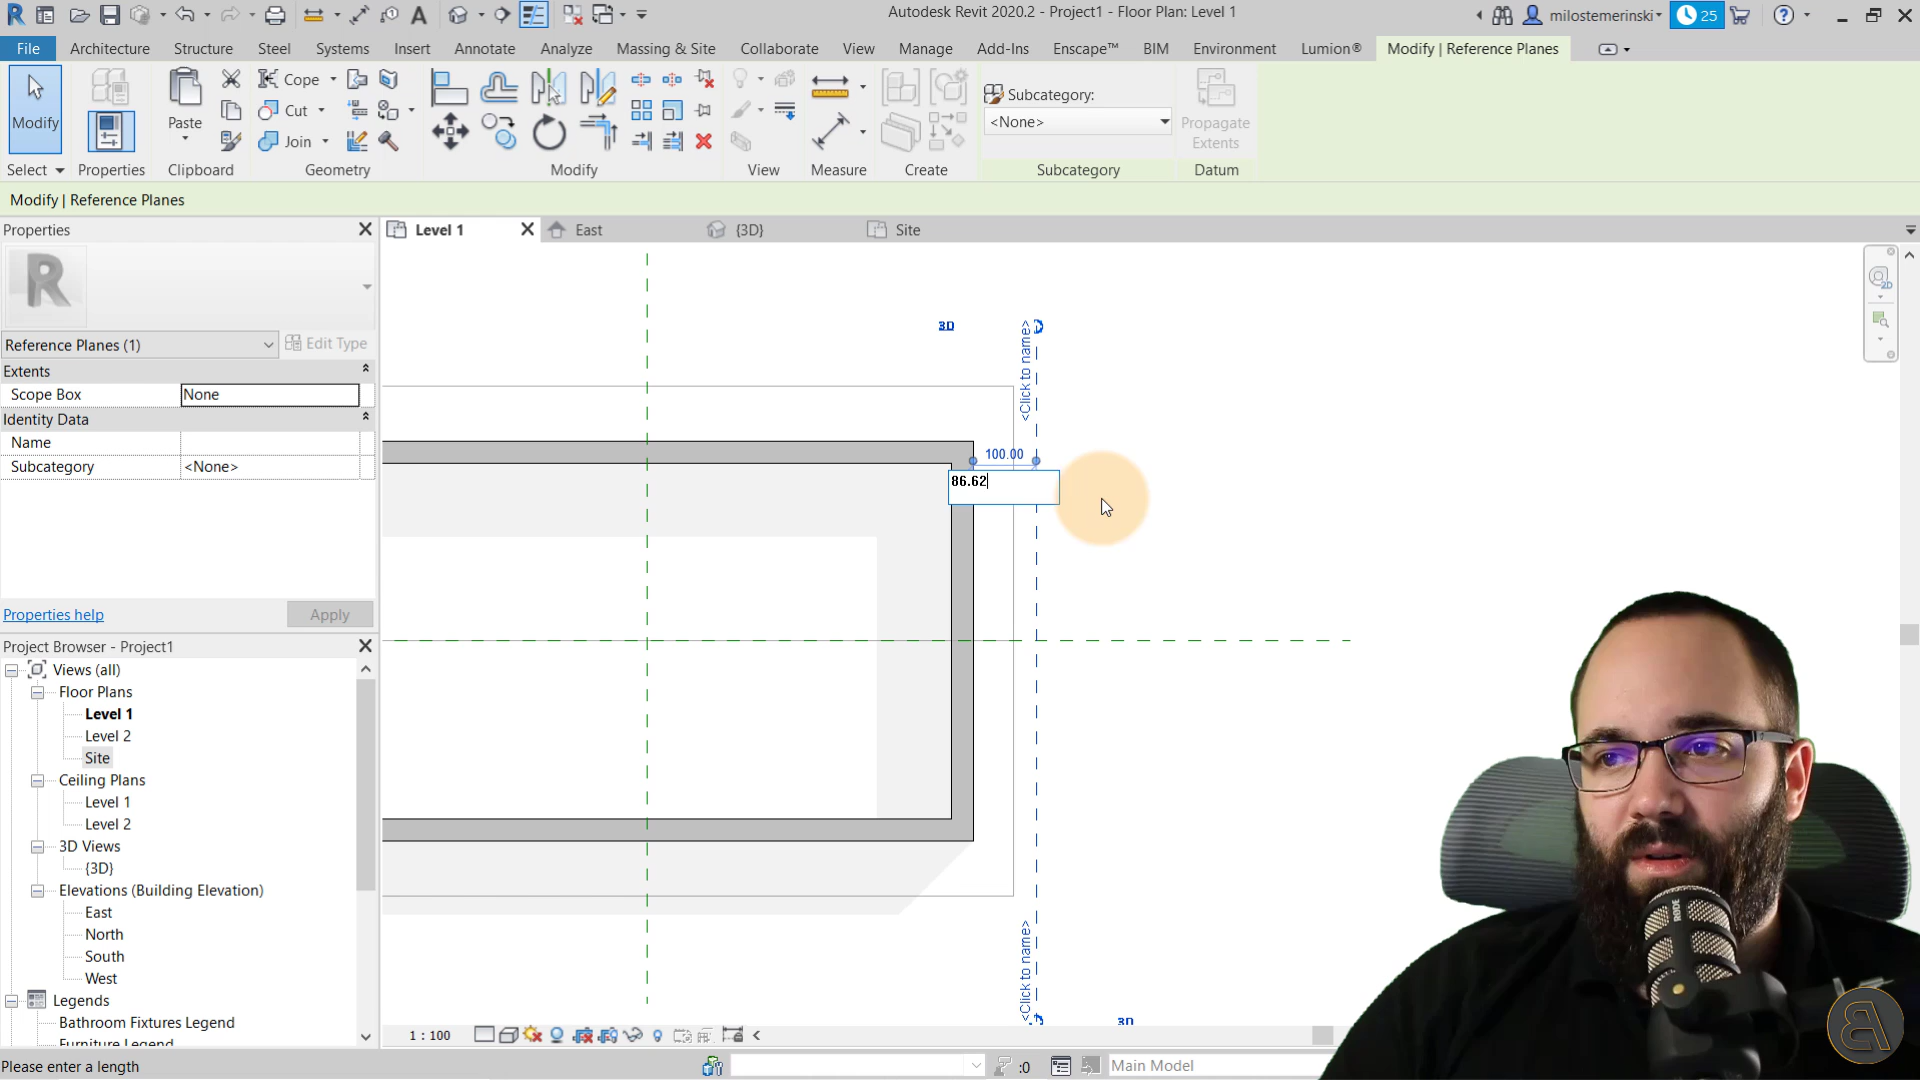 Autodesk Revit 2020.2 - Project1 - Floor Plan: Level 1
milostemerinski
25
File Architecture Structure Steel Systems Insert Annotate Analyze Massing & Site Collaborate View Manage Add-Ins Enscape™ BIM Environment Lumion® Modify | Reference Planes
Modify
Paste
Cope
Cut
Join
Subcategory:
<None>
Propagate
Extents
Select Properties Clipboard Geometry Modify View Measure Create Subcategory Datum
Modify | Reference Planes
Properties
Level 1
East
{3D}
Site
R
Reference Planes (1)
Edit Type
Extents
Scope Box None
Identity Data
Name
Subcategory <None>
Properties help
Apply
Project Browser - Project1
Views (all)
Floor Plans
Level 1
Level 2
Site
Ceiling Plans
Level 1
Level 2
3D Views
{3D}
Elevations (Building Elevation)
East
North
South
West
Legends
Bathroom Fixtures Legend
Furniture Legend
3D
<Click to name>
100.00
86.62
<Click to name>
3D
2D
RODE
1 : 100
Please enter a length
:0
Main Model